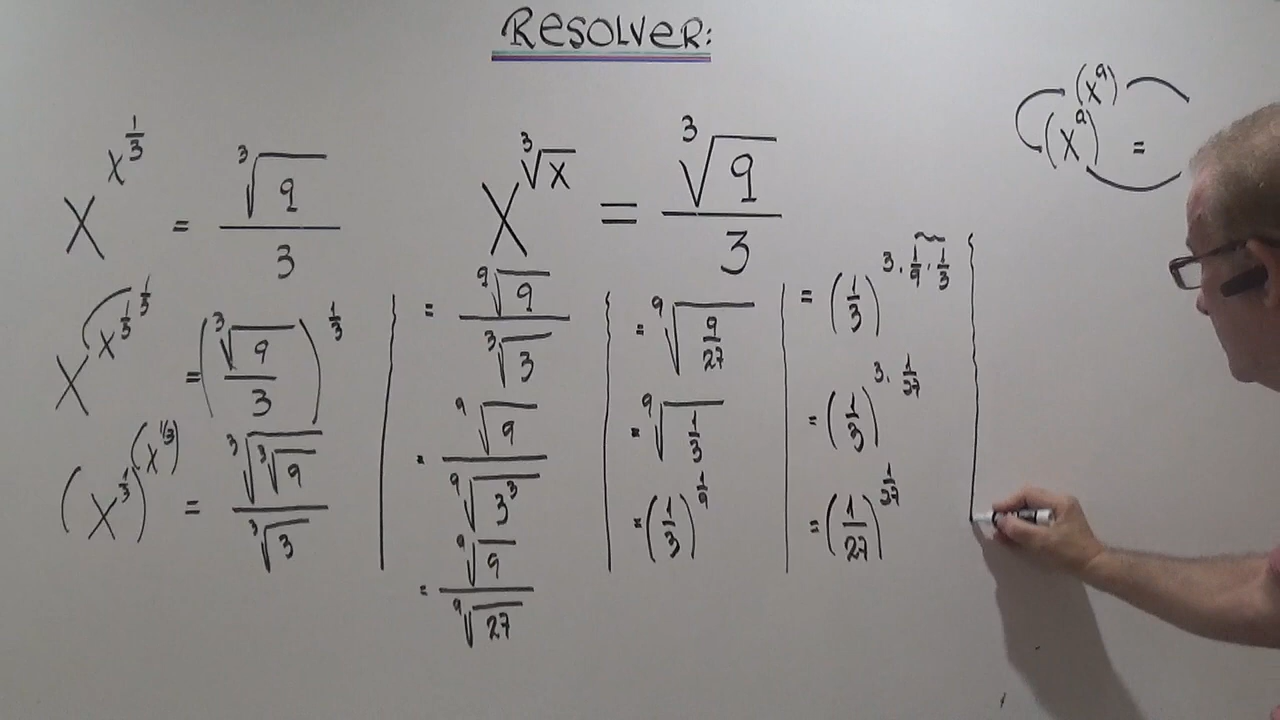 RESOLVER:
x^{x^{1/3}} = ∛9 / 3
x^{∛x} = ∛9 / 3
(x^a)^{(x^a)} =
x^{x^{1/3 · 1/3}} = (∛9 / 3)^{1/3}
(x^{1/3})^{(x^{1/3})} = ∛(∛9) / ∛3
= ⁹√9 / ∛3
= ⁹√9 / ⁹√(3³)
= ⁹√9 / ⁹√27
= ⁹√(9/27)
= ⁹√(1/3)
= (1/3)^{1/9}
= (1/3)^{3 · 1/9 · 1/3}
= (1/3)^{3 · 1/27}
= (1/27)^{1/27}